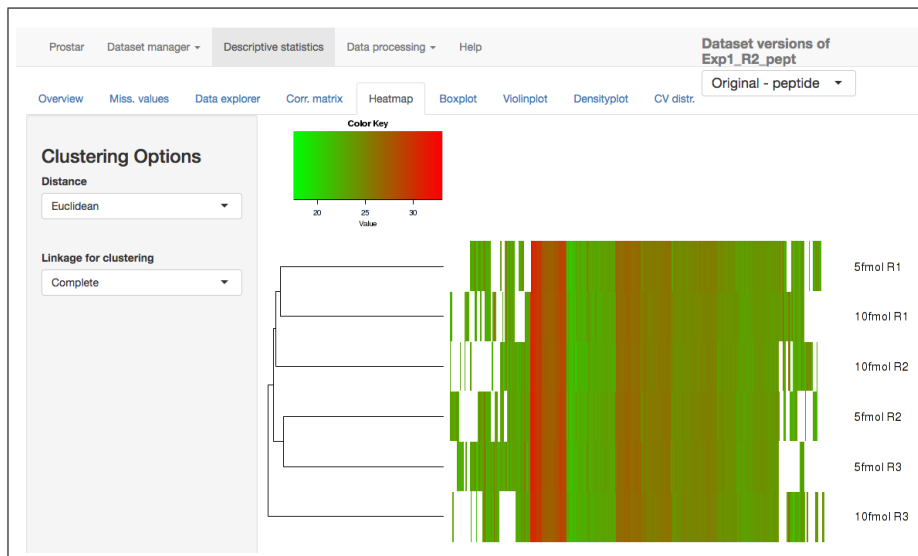 Prostar Dataset manager Descriptive statistics Data processing Help
Dataset versions of
Exp1_R2_pept
Original - peptide
Overview Miss. values Data explorer Corr. matrix Heatmap Boxplot Violinplot Densityplot CV distr.
Clustering Options
Distance
Euclidean
Linkage for clustering
Complete
Color Key
20 25 30
Value
5fmol R1
10fmol R1
10fmol R2
5fmol R2
5fmol R3
10fmol R3